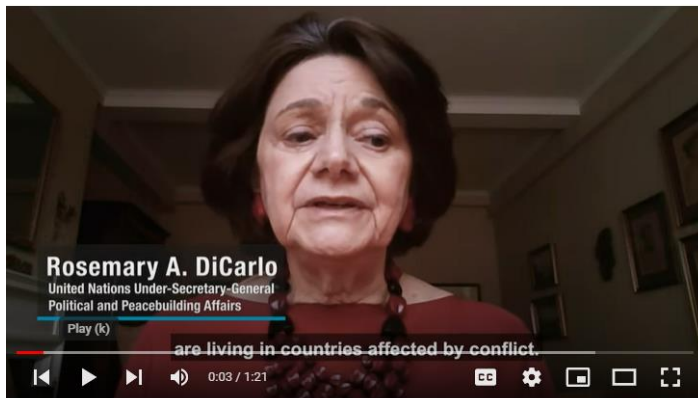 Rosemary A. DiCarlo
United Nations Under-Secretary-General
Political and Peacebuilding Affairs
Play (k)
are living in countries affected by conflict.
0:03 / 1:21
CC